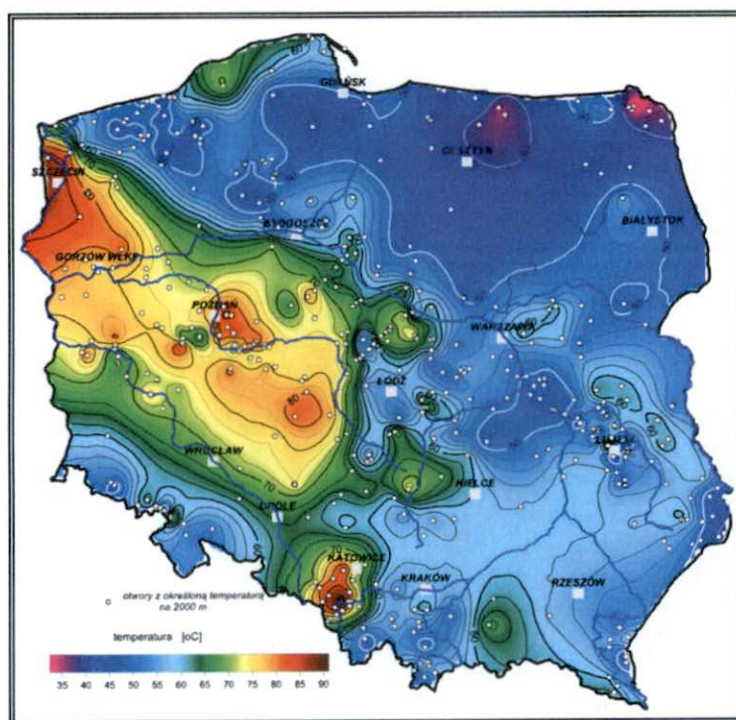 GDAŃSK
SZCZECIN
OLSZTYN
BYDGOSZCZ
BIAŁYSTOK
GORZÓW WLKP
POZNAŃ
WARSZAWA
ŁÓDŹ
LUBLIN
WROCŁAW
KIELCE
OPOLE
70
KATOWICE
KRAKÓW
RZESZÓW
otwory z określoną temperaturą
na 2000 m
temperatura [oC]
35 40 45 50 55 60 65 70 75 80 85 90